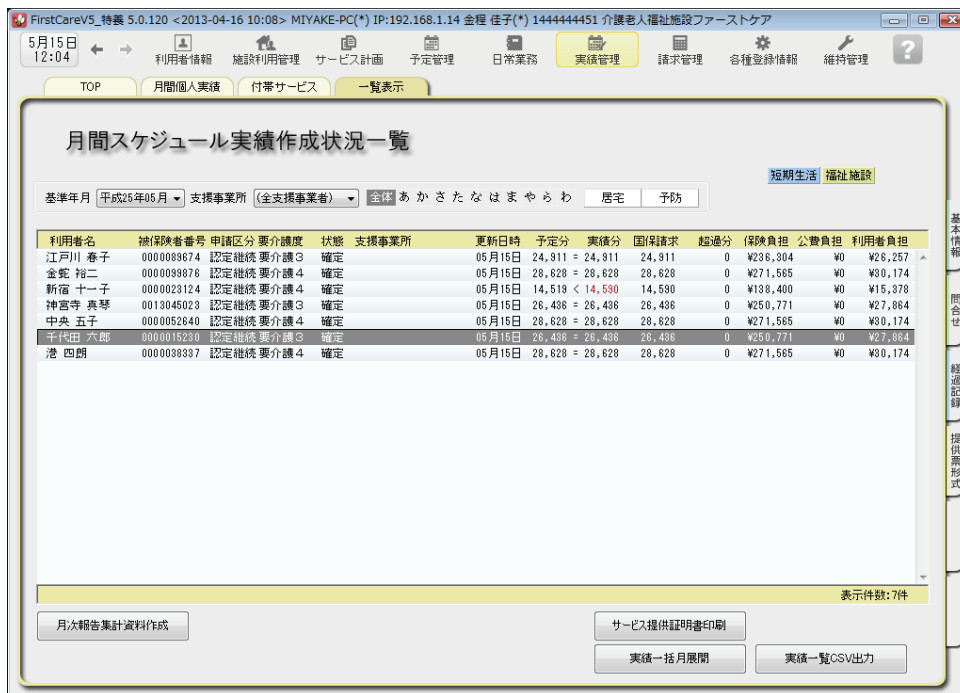 FirstCareV5_特養 5.0.120 <2013-04-16 10:08> MIYAKE-PC(*) IP:192.168.1.14 金程 佳子(*) 1444444451 介護老人福祉施設ファーストケア
5月15日
12:04
利用者情報 施設利用管理 サービス計画 予定管理 日常業務 実績管理 請求管理 各種登録情報 維持管理 ?
TOP 月間個人実績 付帯サービス 一覧表示
月間スケジュール実績作成状況一覧
短期生活 福祉施設
基準年月 平成25年05月 支援事業所 (全支援事業者) 全体 あ か さ た な は ま や ら わ 居宅 予防
利用者名 被保険者番号 申請区分 要介護度 状態 支援事業所 更新日時 予定分 実績分 国保請求 超過分 保険負担 公費負担 利用者負担
江戸川 春子 0000089674 認定継続 要介護3 確定 05月15日 24,911 = 24,911 24,911 0 ¥236,304 ¥0 ¥26,257
金蛇 裕二 0000099876 認定継続 要介護4 確定 05月15日 28,628 = 28,628 28,628 0 ¥271,565 ¥0 ¥30,174
新宿 十一子 0000023124 認定継続 要介護4 確定 05月15日 14,519 < 14,590 14,590 0 ¥138,400 ¥0 ¥15,378
神宮寺 真琴 0013045023 認定継続 要介護3 確定 05月15日 26,436 = 26,436 26,436 0 ¥250,771 ¥0 ¥27,864
中央 五子 0000052640 認定継続 要介護4 確定 05月15日 28,628 = 28,628 28,628 0 ¥271,565 ¥0 ¥30,174
千代田 六郎 0000015230 認定継続 要介護3 確定 05月15日 26,436 = 26,436 26,436 0 ¥250,771 ¥0 ¥27,864
港 四朗 0000038337 認定継続 要介護4 確定 05月15日 28,628 = 28,628 28,628 0 ¥271,565 ¥0 ¥30,174
表示件数:7件
月次報告集計資料作成 サービス提供証明書印刷
実績一括月展開 実績一覧CSV出力
基本情報
問合せ
経過記録
提供票形式